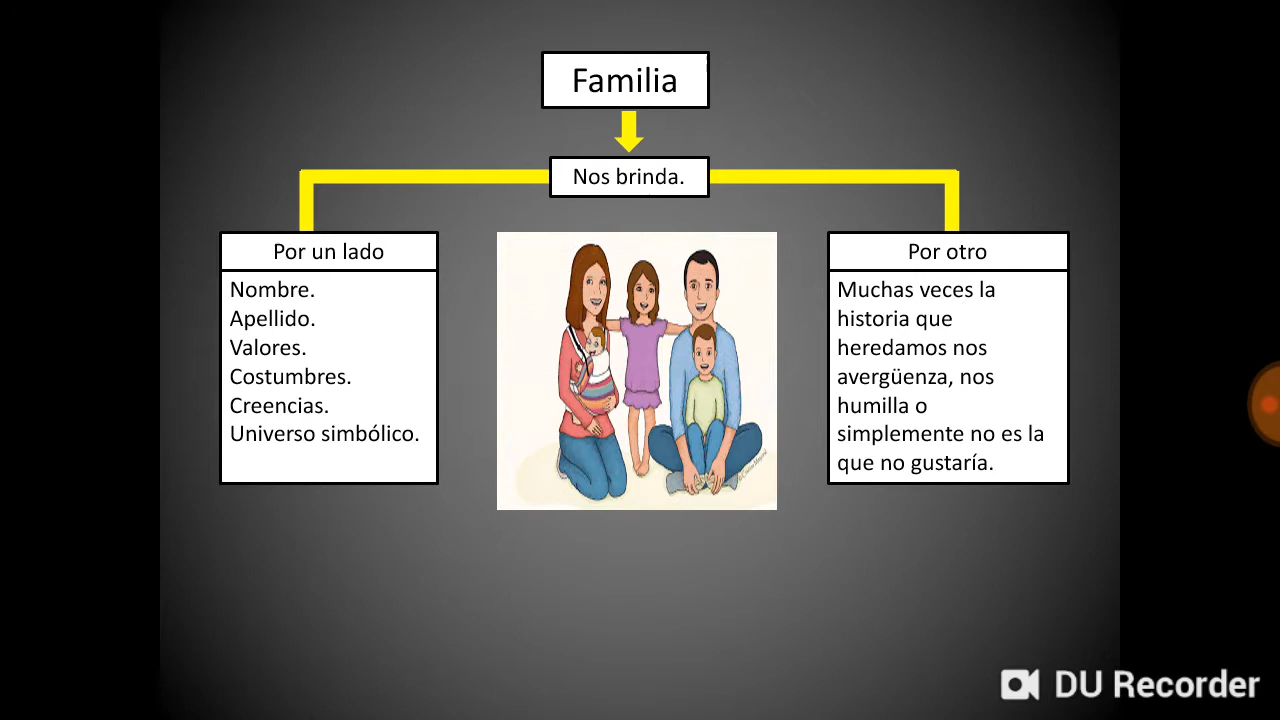 Familia
Nos brinda.
Por un lado
Nombre.
Apellido.
Valores.
Costumbres.
Creencias.
Universo simbólico.
Por otro
Muchas veces la
historia que
heredamos nos
avergüenza, nos
humilla o
simplemente no es la
que no gustaría.
DU Recorder